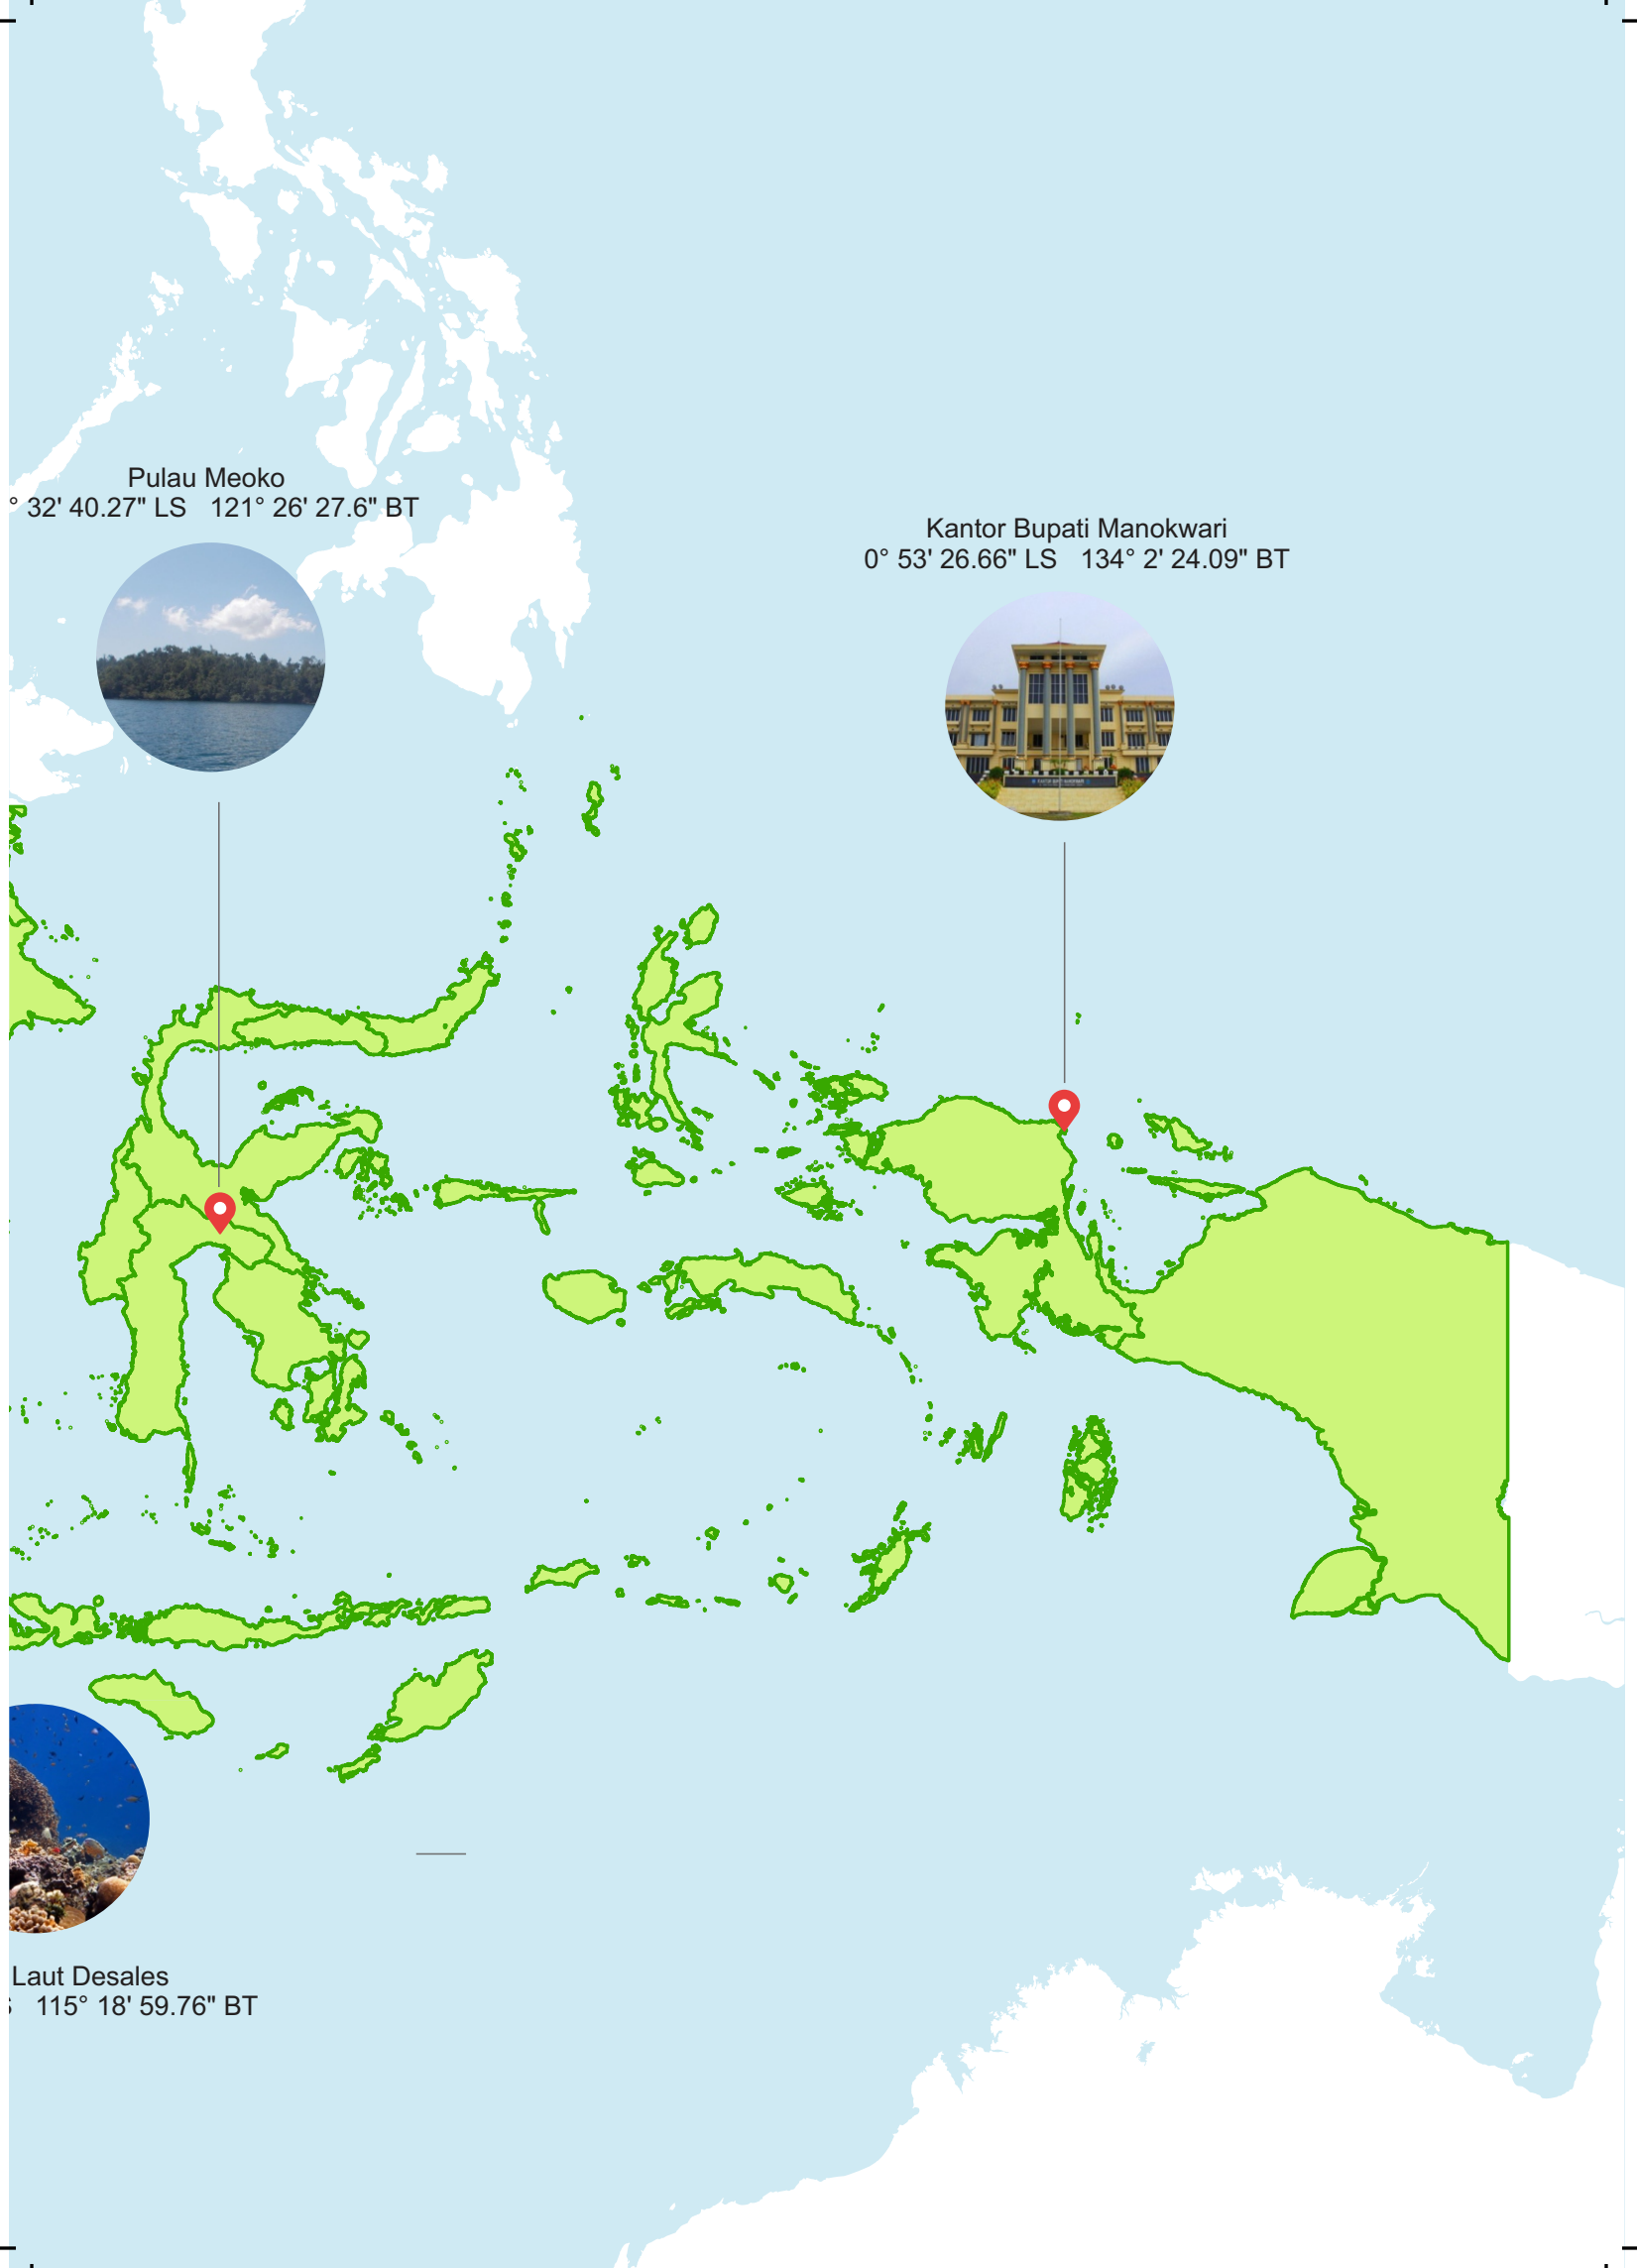 Pulau Meoko
° 32' 40.27" LS   121° 26' 27.6" BT
Kantor Bupati Manokwari
0° 53' 26.66" LS   134° 2' 24.09" BT
Laut Desales
115° 18' 59.76" BT